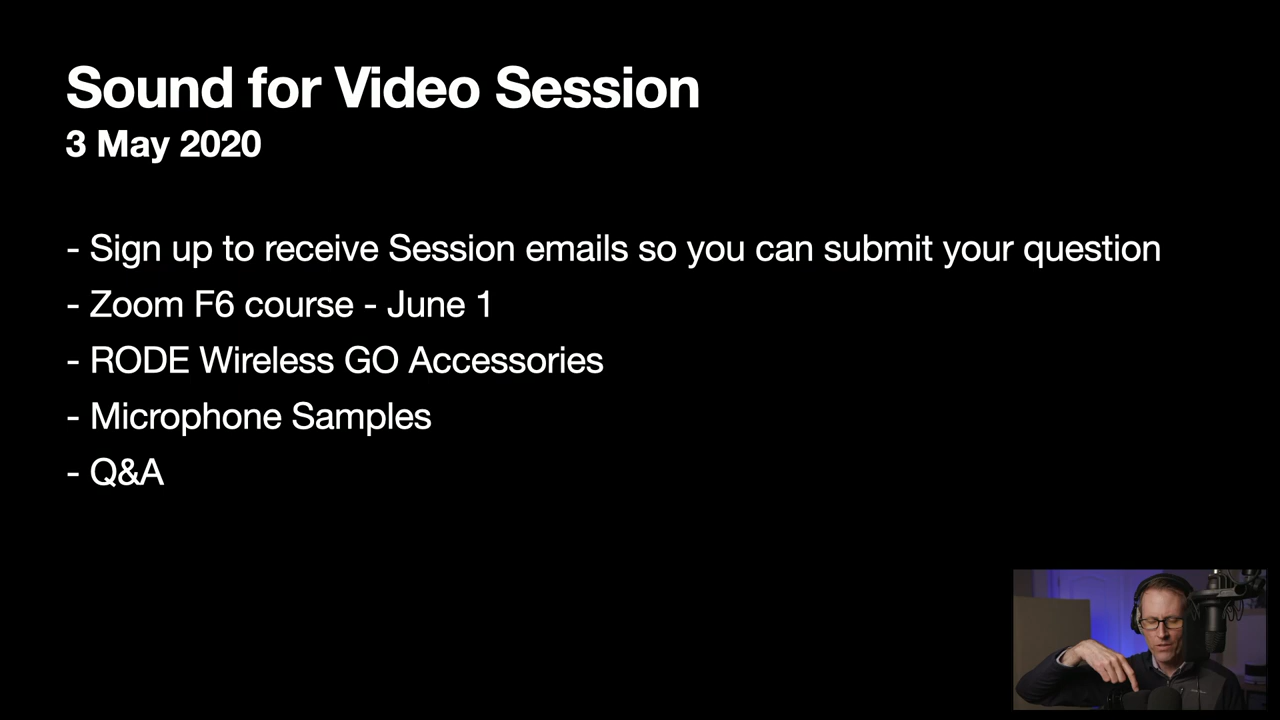 Sound for Video Session
3 May 2020
- Sign up to receive Session emails so you can submit your question
- Zoom F6 course - June 1
- RODE Wireless GO Accessories
- Microphone Samples
- Q&A